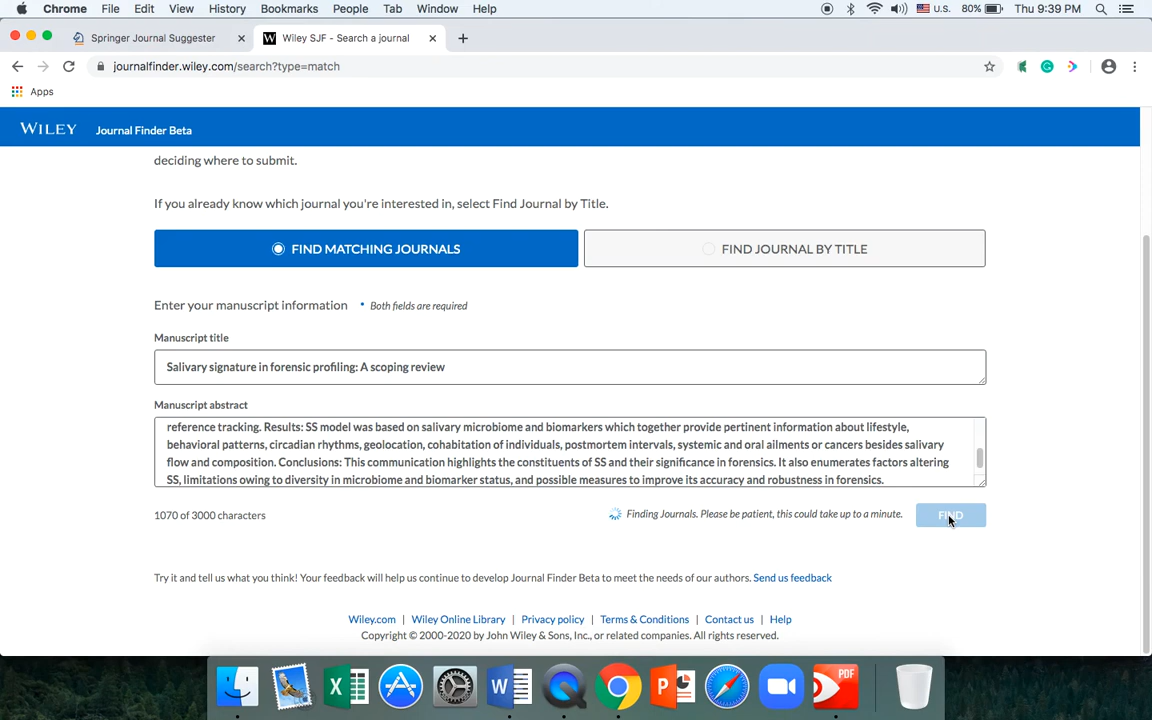 Chrome File Edit View History Bookmarks People Tab Window Help U.S. 80% Thu 9:39 PM
Springer Journal Suggester × W Wiley SJF - Search a journal × +
journalfinder.wiley.com/search?type=match
Apps
WILEY Journal Finder Beta
deciding where to submit.
If you already know which journal you're interested in, select Find Journal by Title.
FIND MATCHING JOURNALS FIND JOURNAL BY TITLE
Enter your manuscript information • Both fields are required
Manuscript title
Salivary signature in forensic profiling: A scoping review
Manuscript abstract
reference tracking. Results: SS model was based on salivary microbiome and biomarkers which together provide pertinent information about lifestyle,
behavioral patterns, circadian rhythms, geolocation, cohabitation of individuals, postmortem intervals, systemic and oral ailments or cancers besides salivary
flow and composition. Conclusions: This communication highlights the constituents of SS and their significance in forensics. It also enumerates factors altering
SS, limitations owing to diversity in microbiome and biomarker status, and possible measures to improve its accuracy and robustness in forensics.
1070 of 3000 characters Finding Journals. Please be patient, this could take up to a minute. FIND
Try it and tell us what you think! Your feedback will help us continue to develop Journal Finder Beta to meet the needs of our authors. Send us feedback
Wiley.com | Wiley Online Library | Privacy policy | Terms & Conditions | Contact us | Help
Copyright © 2000-2020 by John Wiley & Sons, Inc., or related companies. All rights reserved.
X W P PDF